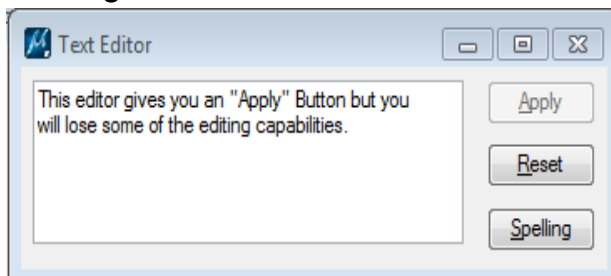 Text Editor
This editor gives you an "Apply" Button but you
will lose some of the editing capabilities.
Apply
Reset
Spelling